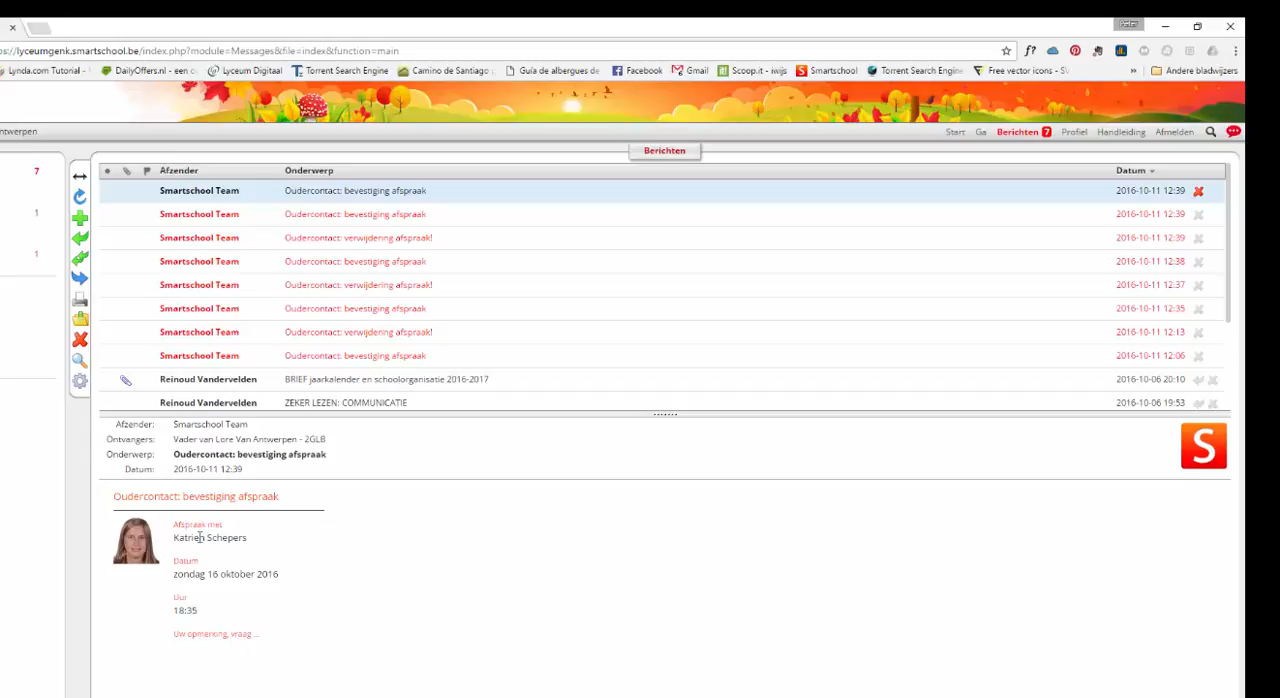 Peter
ps://lyceumgenk.smartschool.be/index.php?module=Messages&file=index&function=main
Lynda.com Tutorial - DailyOffers.nl - een o Lyceum Digitaal Torrent Search Engine Camino de Santiago Guía de albergues de Facebook Gmail Scoop.it - iwijs Smartschool Torrent Search Engine Free vector icons - SV » Andere bladwijzers
ntwerpen Start Ga Berichten 7 Profiel Handleiding Afmelden
Berichten
7
1
1
Afzender Onderwerp Datum
Smartschool Team Oudercontact: bevestiging afspraak 2016-10-11 12:39
Smartschool Team Oudercontact: bevestiging afspraak 2016-10-11 12:39
Smartschool Team Oudercontact: verwijdering afspraak! 2016-10-11 12:39
Smartschool Team Oudercontact: bevestiging afspraak 2016-10-11 12:38
Smartschool Team Oudercontact: verwijdering afspraak! 2016-10-11 12:37
Smartschool Team Oudercontact: bevestiging afspraak 2016-10-11 12:35
Smartschool Team Oudercontact: verwijdering afspraak! 2016-10-11 12:13
Smartschool Team Oudercontact: bevestiging afspraak 2016-10-11 12:06
Reinoud Vandervelden BRIEF jaarkalender en schoolorganisatie 2016-2017 2016-10-06 20:10
Reinoud Vandervelden ZEKER LEZEN: COMMUNICATIE 2016-10-06 19:53
Afzender: Smartschool Team
Ontvangers: Vader van Lore Van Antwerpen - 2GLB
Onderwerp: Oudercontact: bevestiging afspraak
Datum: 2016-10-11 12:39
S
Oudercontact: bevestiging afspraak
Afspraak met
Katrien Schepers
Datum
zondag 16 oktober 2016
Uur
18:35
Uw opmerking, vraag ...